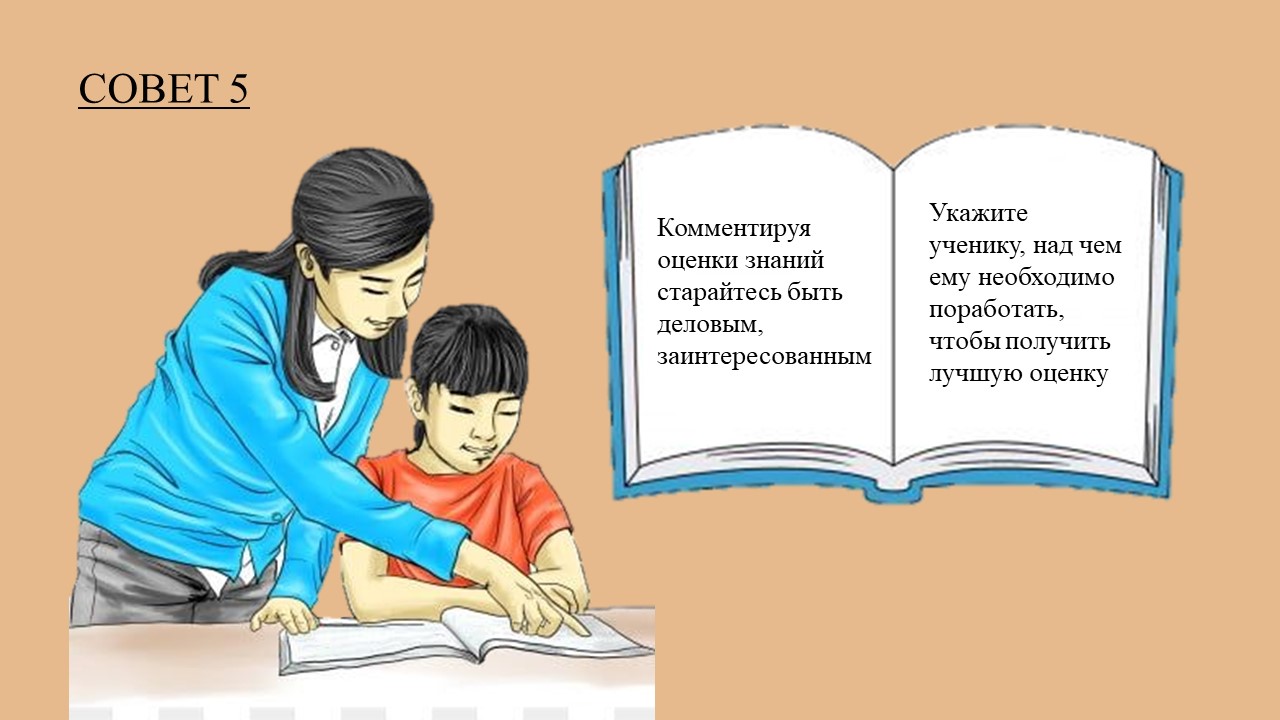 СОВЕТ 5
Комментируя
оценки знаний
старайтесь быть
деловым,
заинтересованным
Укажите
ученику, над чем
ему необходимо
поработать,
чтобы получить
лучшую оценку